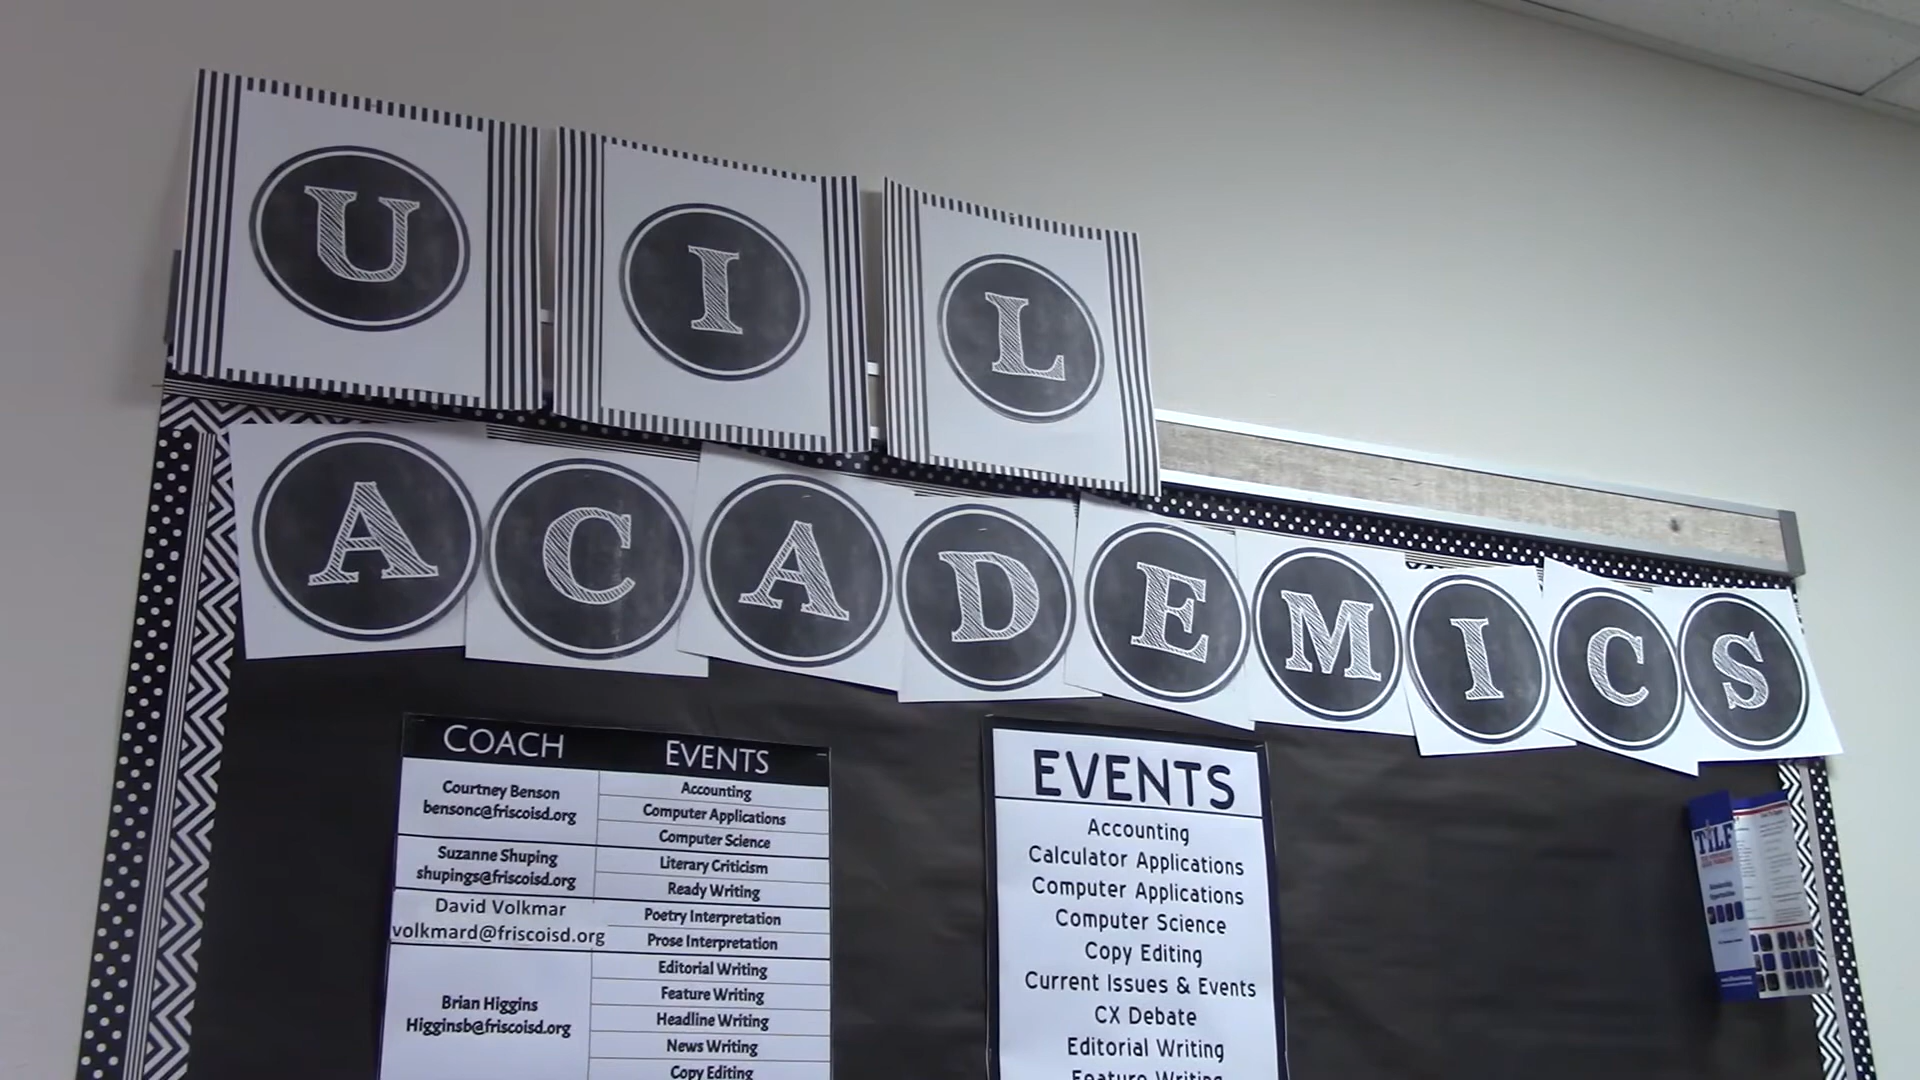 UIL
ACADEMICS
COACH EVENTS
Courtney Benson
bensonc@friscoisd.org
Accounting
Computer Applications
Computer Science
Suzanne Shuping
shupings@friscoisd.org
Literary Criticism
Ready Writing
David Volkmar
volkmard@friscoisd.org
Poetry Interpretation
Prose Interpretation
Brian Higgins
Higginsb@friscoisd.org
Editorial Writing
Feature Writing
Headline Writing
News Writing
Copy Editing
EVENTS
Accounting
Calculator Applications
Computer Applications
Computer Science
Copy Editing
Current Issues & Events
CX Debate
Editorial Writing
Feature Writing
TILF